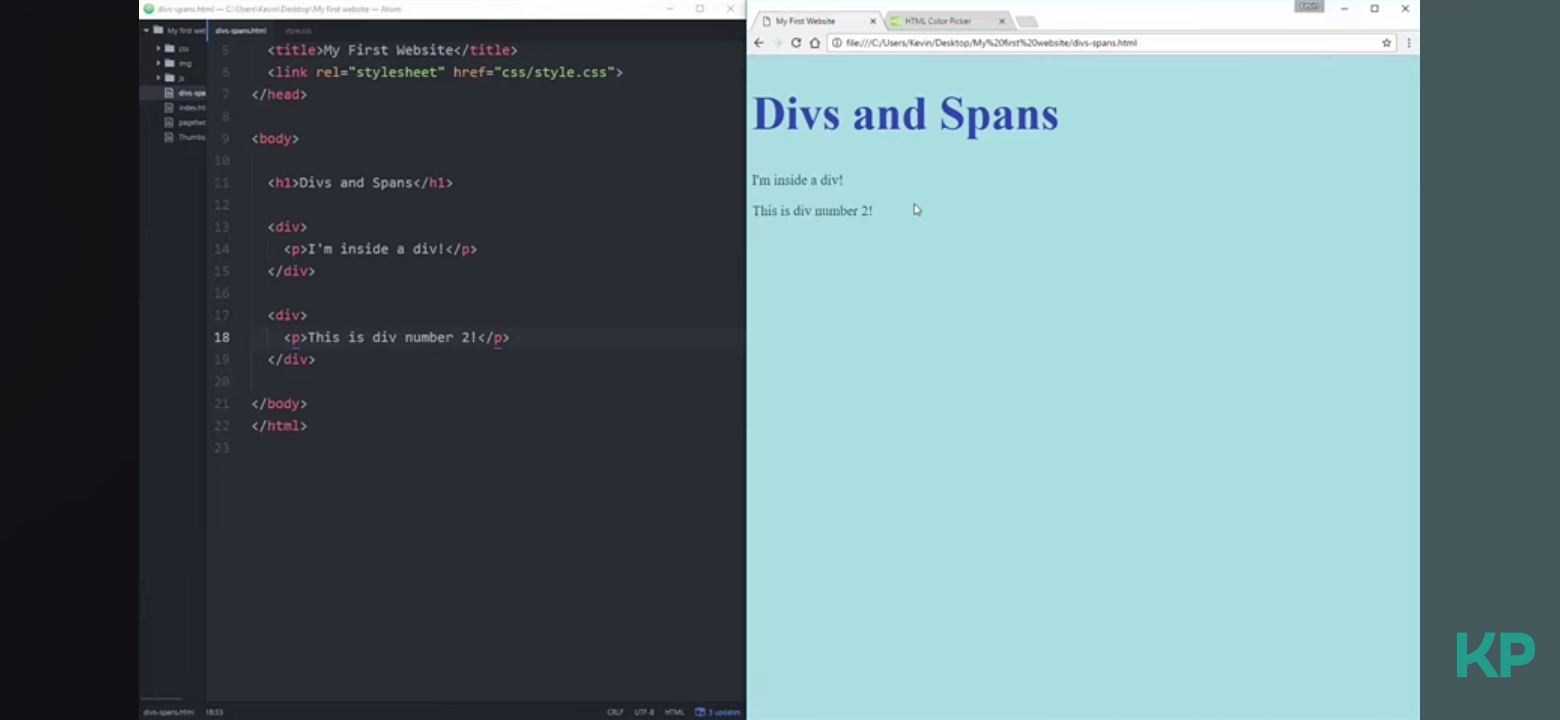 divs-spans.html — C:\Users\Kevin\Desktop\My first website — Atom
My first wet
css
img
js
divs-spa
index.ht
pagetwo
Thumbs.
divs-spans.html
style.css
5 <title>My First Website</title>
6 <link rel="stylesheet" href="css/style.css">
7 </head>
8
9 <body>
10
11 <h1>Divs and Spans</h1>
12
13 <div>
14 <p>I'm inside a div!</p>
15 </div>
16
17 <div>
18 <p>This is div number 2!</p>
19 </div>
20
21 </body>
22 </html>
23
divs-spans.html 18:33 CRLF UTF-8 HTML 3 updates
Kevin
My First Website
HTML Color Picker
file:///C:/Users/Kevin/Desktop/My%20first%20website/divs-spans.html
Divs and Spans
I'm inside a div!
This is div number 2!
KP